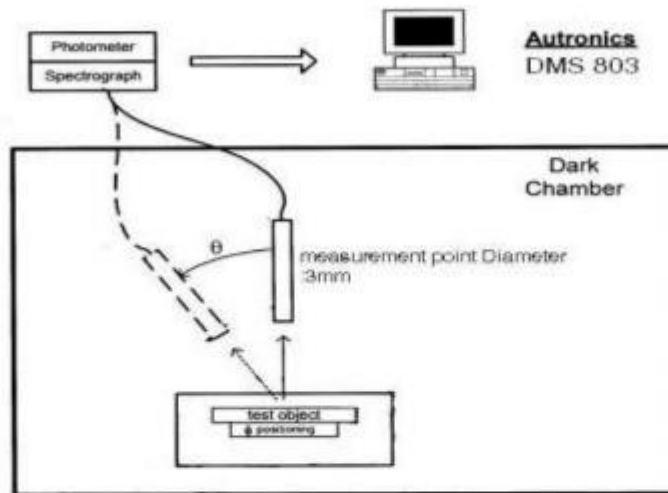 Photometer
Spectrograph
Autronics
DMS 803
Dark
Chamber
θ
measurement point Diameter
:3mm
test object
ϕ positioning